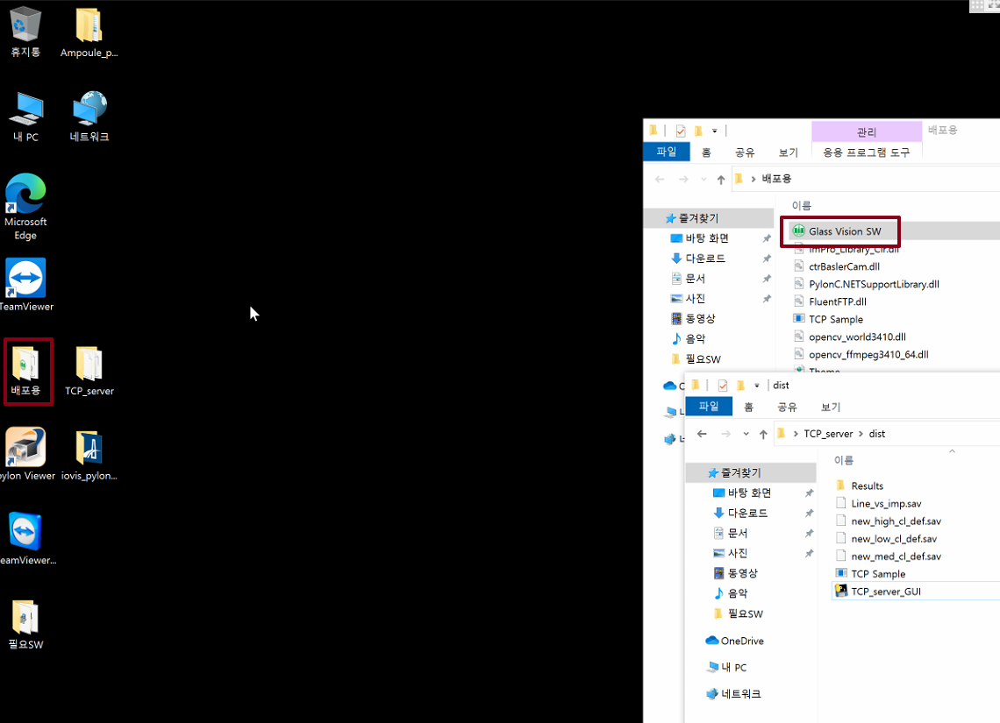 휴지통
Ampoule_p...
내 PC
네트워크
Microsoft
Edge
TeamViewer
배포용
TCP_server
pylon Viewer
iovis_pylon...
TeamViewer...
필요SW
관리
배포용
파일
홈
공유
보기
응용 프로그램 도구
배포용
이름
즐겨찾기
바탕 화면
다운로드
문서
사진
동영상
음악
필요SW
Glass Vision SW
ImPro_Library_Clr.dll
ctrBaslerCam.dll
PylonC.NETSupportLibrary.dll
FluentFTP.dll
TCP Sample
opencv_world3410.dll
opencv_ffmpeg3410_64.dll
Theme
dist
파일
홈
공유
보기
TCP_server
dist
이름
즐겨찾기
바탕 화면
다운로드
문서
사진
동영상
음악
필요SW
OneDrive
내 PC
네트워크
Results
Line_vs_imp.sav
new_high_cl_def.sav
new_low_cl_def.sav
new_med_cl_def.sav
TCP Sample
TCP_server_GUI